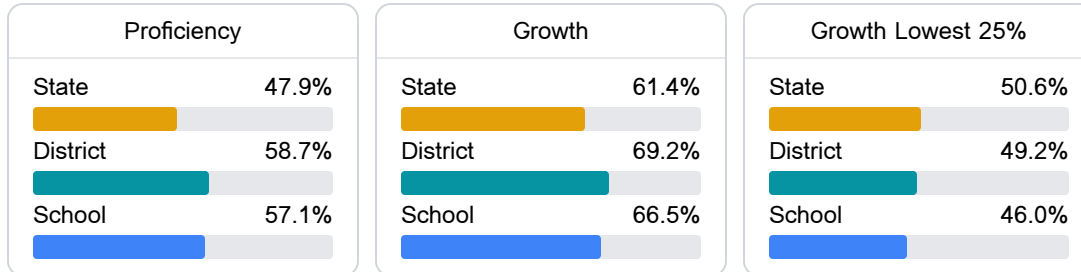 Proficiency
State 47.9%
District 58.7%
School 57.1%
Growth
State 61.4%
District 69.2%
School 66.5%
Growth Lowest 25%
State 50.6%
District 49.2%
School 46.0%